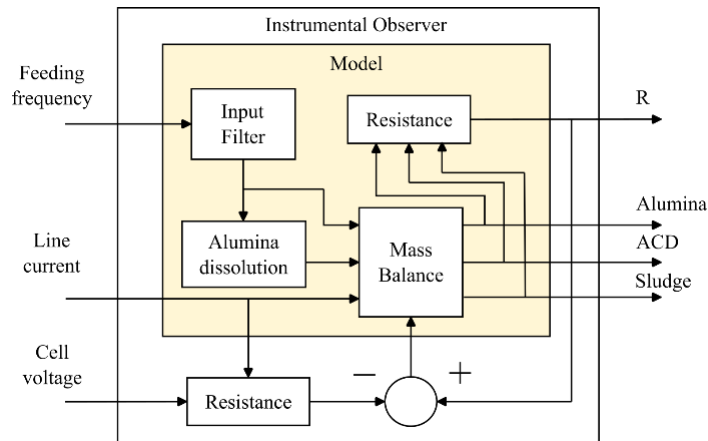 Instrumental Observer
Model
Feeding
frequency
Input
Filter
Resistance
R
Alumina
dissolution
Mass
Balance
Alumina
ACD
Sludge
Line
current
Cell
voltage
Resistance
−
+